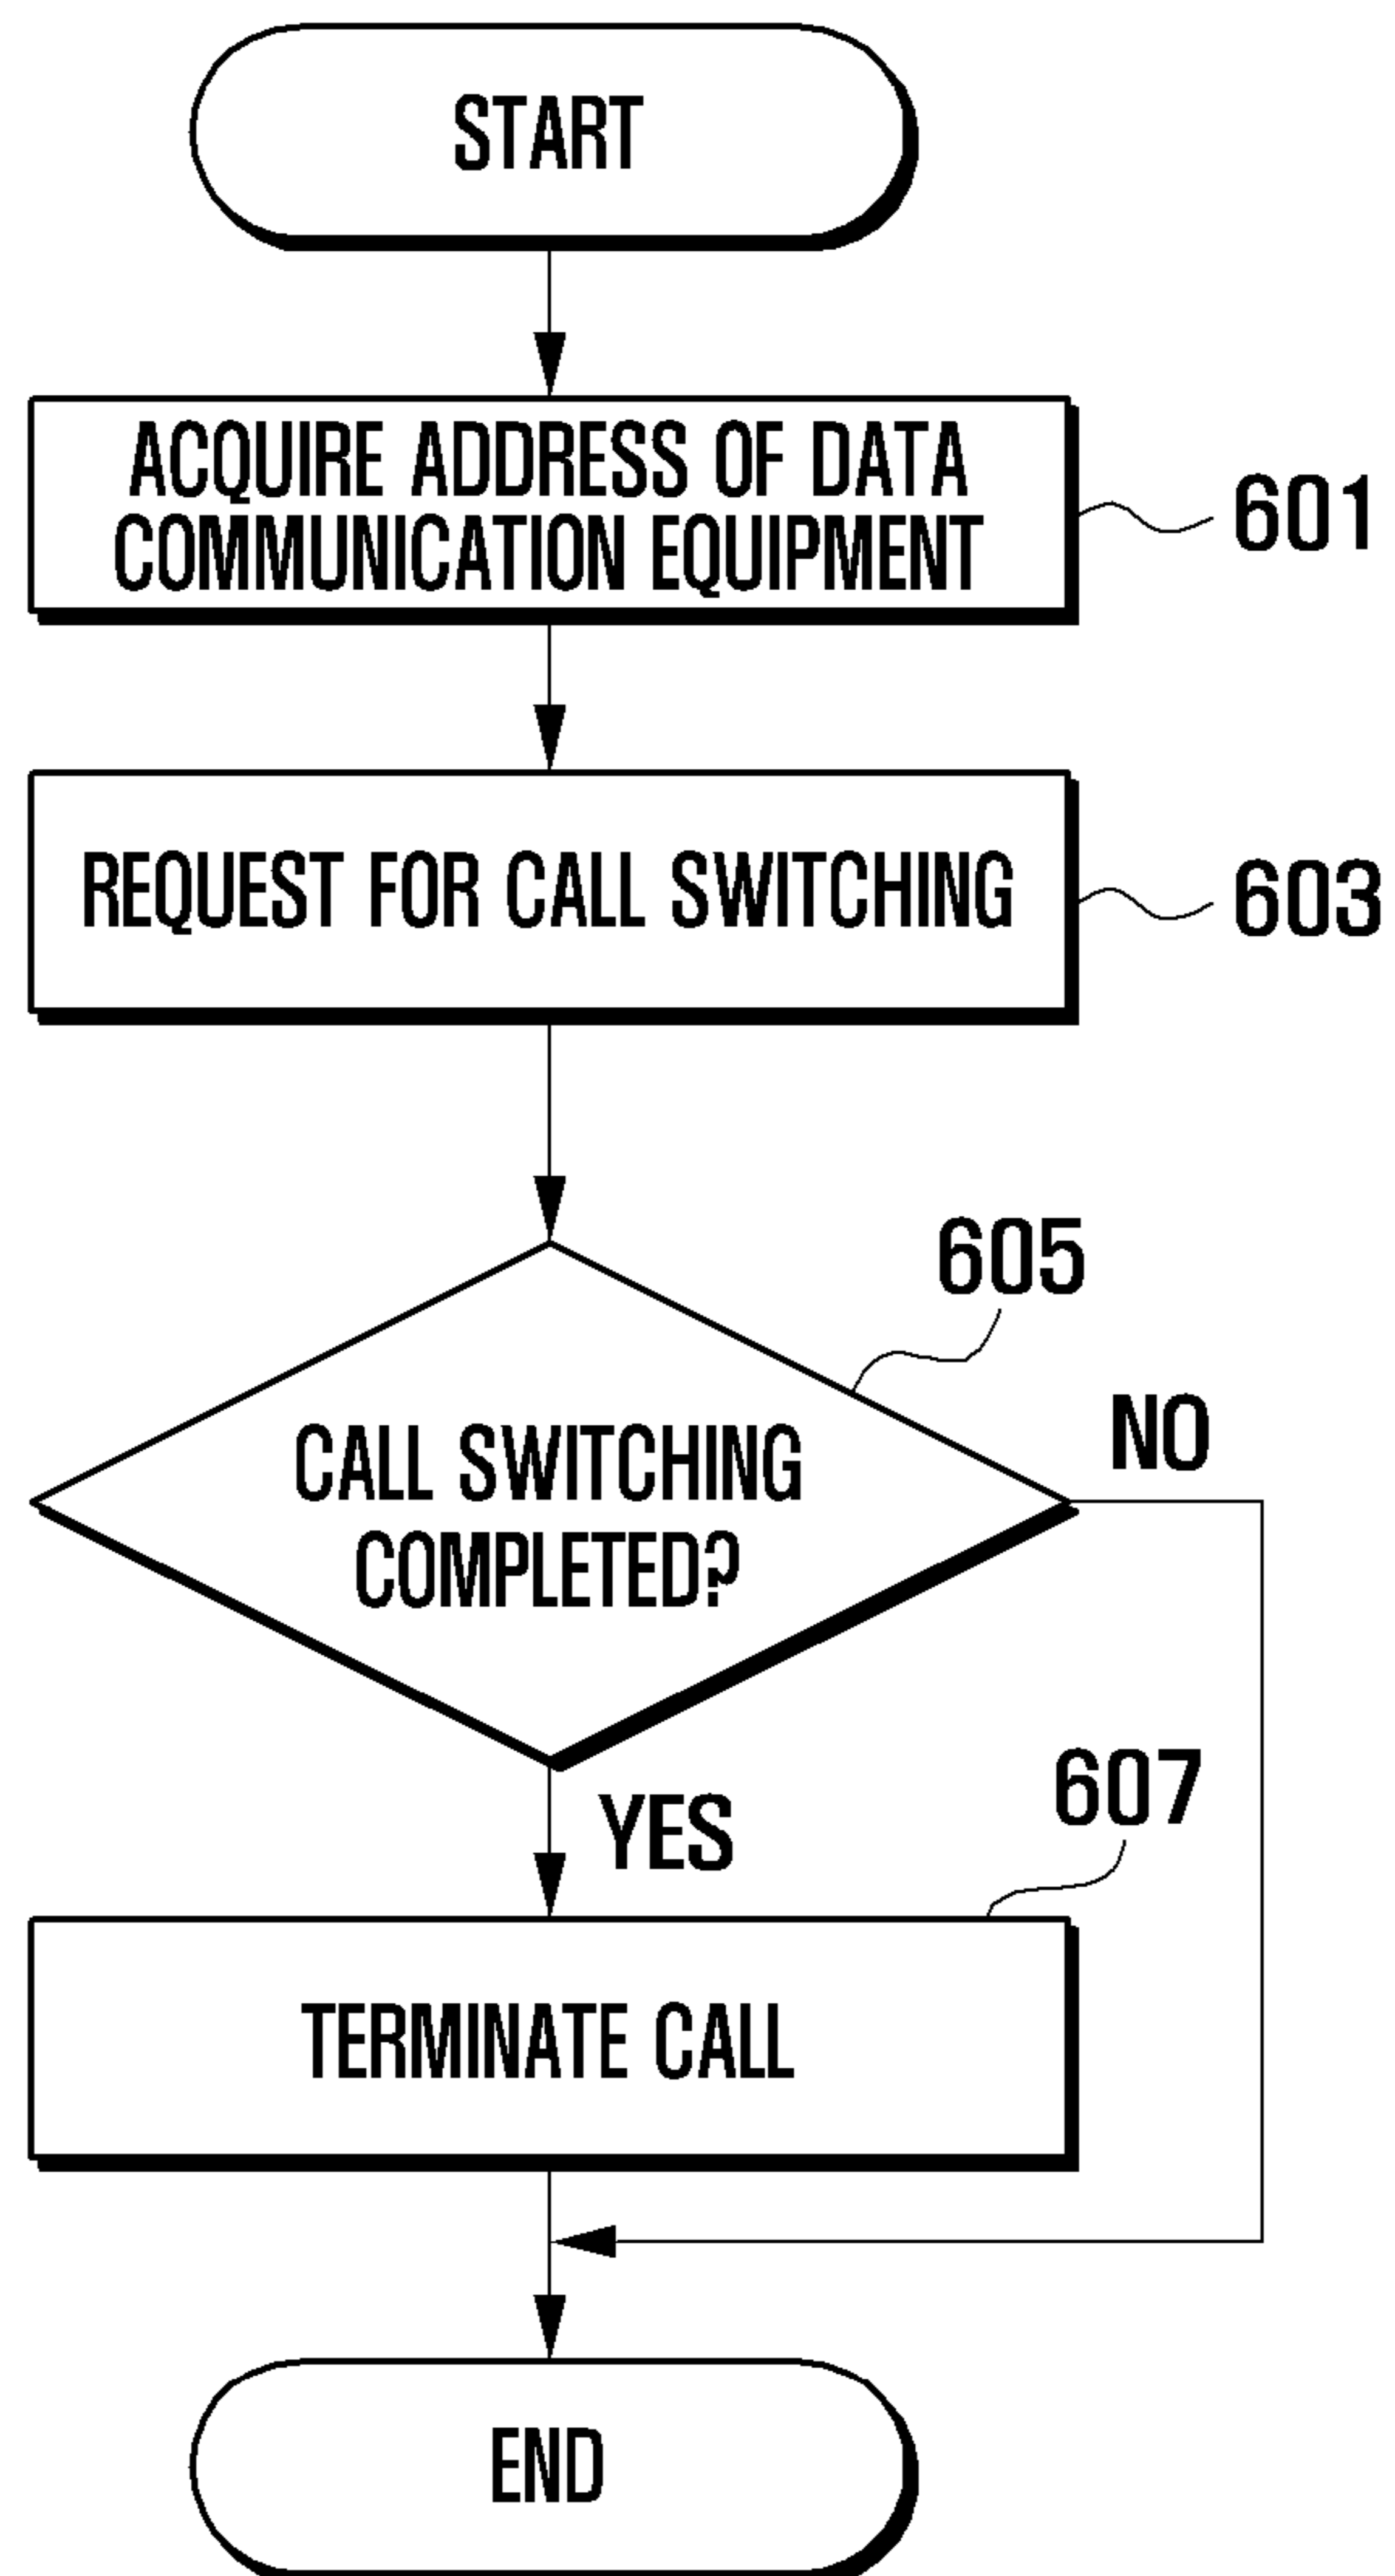 START
ACQUIRE ADDRESS OF DATA
COMMUNICATION EQUIPMENT
601
REQUEST FOR CALL SWITCHING
603
605
CALL SWITCHING
COMPLETED?
NO
YES
607
TERMINATE CALL
END